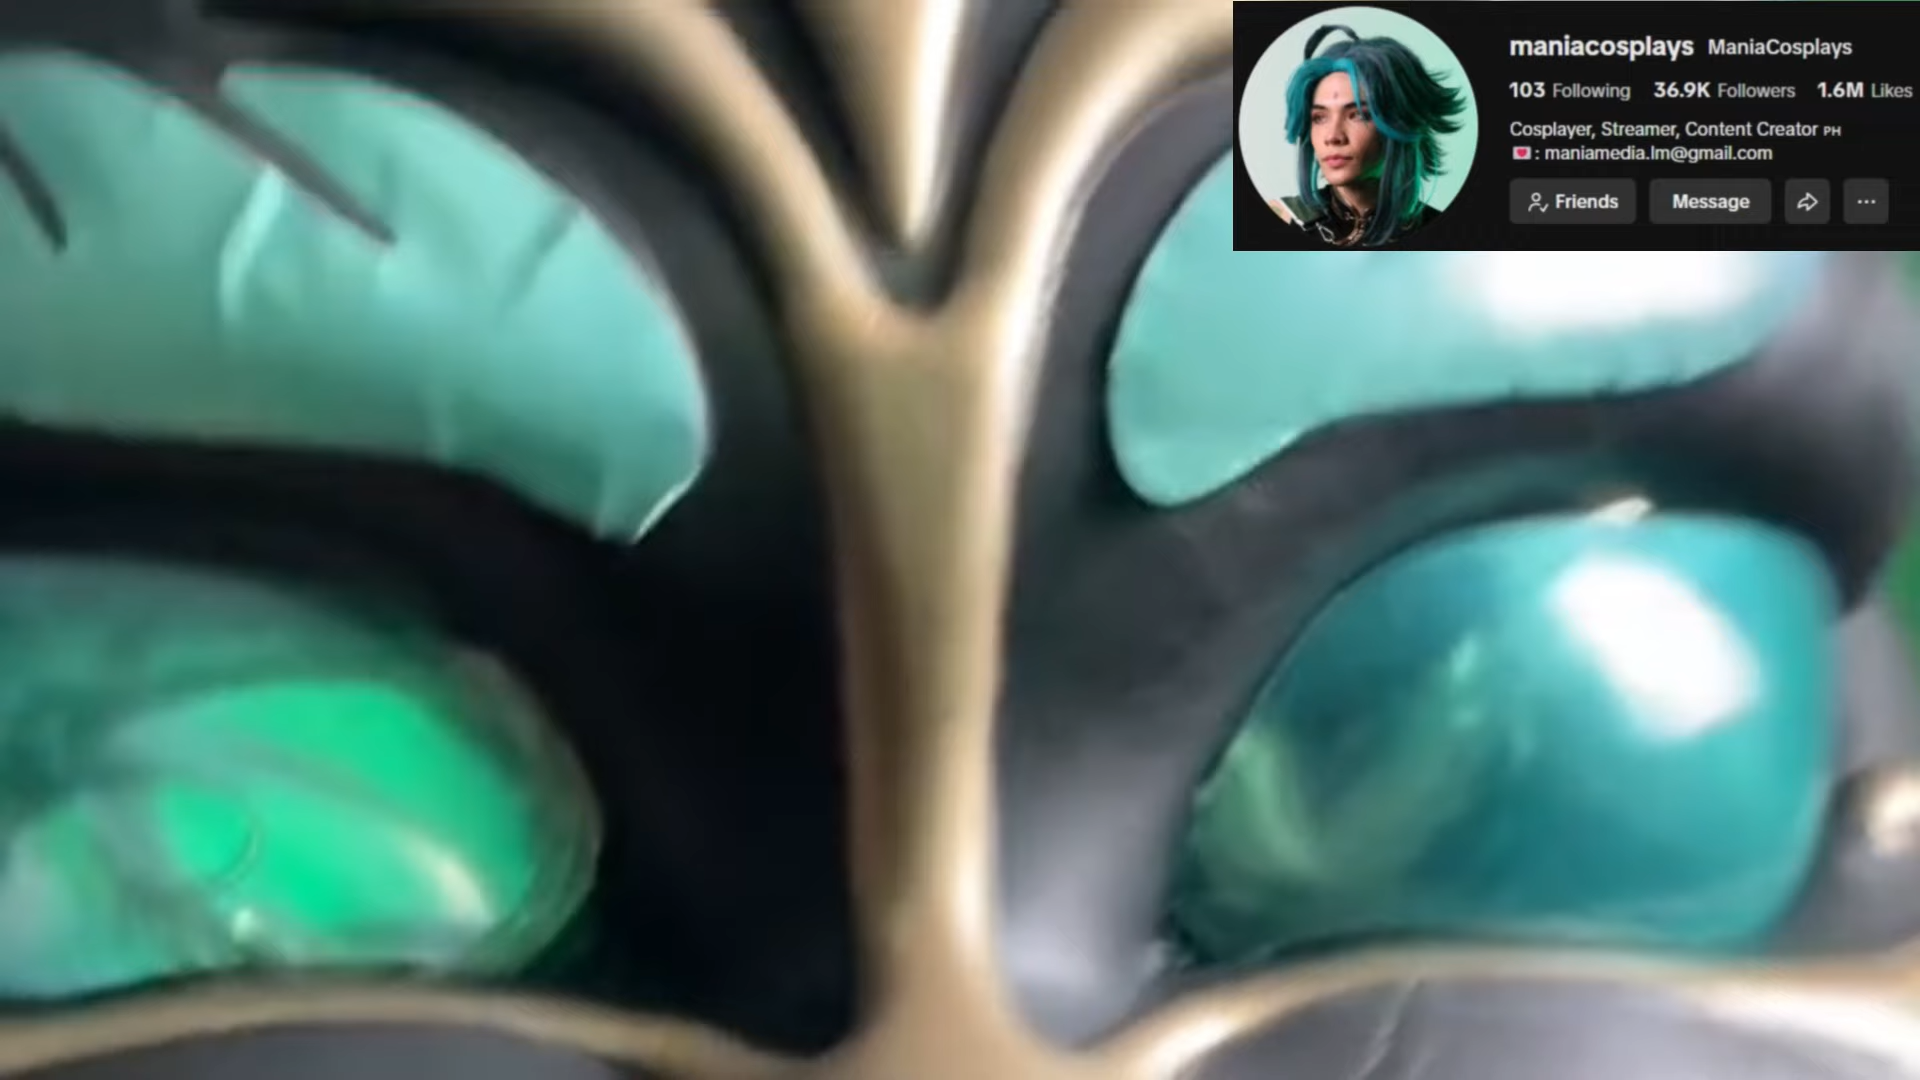 maniacosplays ManiaCosplays
103 Following 36.9K Followers 1.6M Likes
Cosplayer, Streamer, Content Creator PH
💌: maniamedia.lm@gmail.com
Friends Message